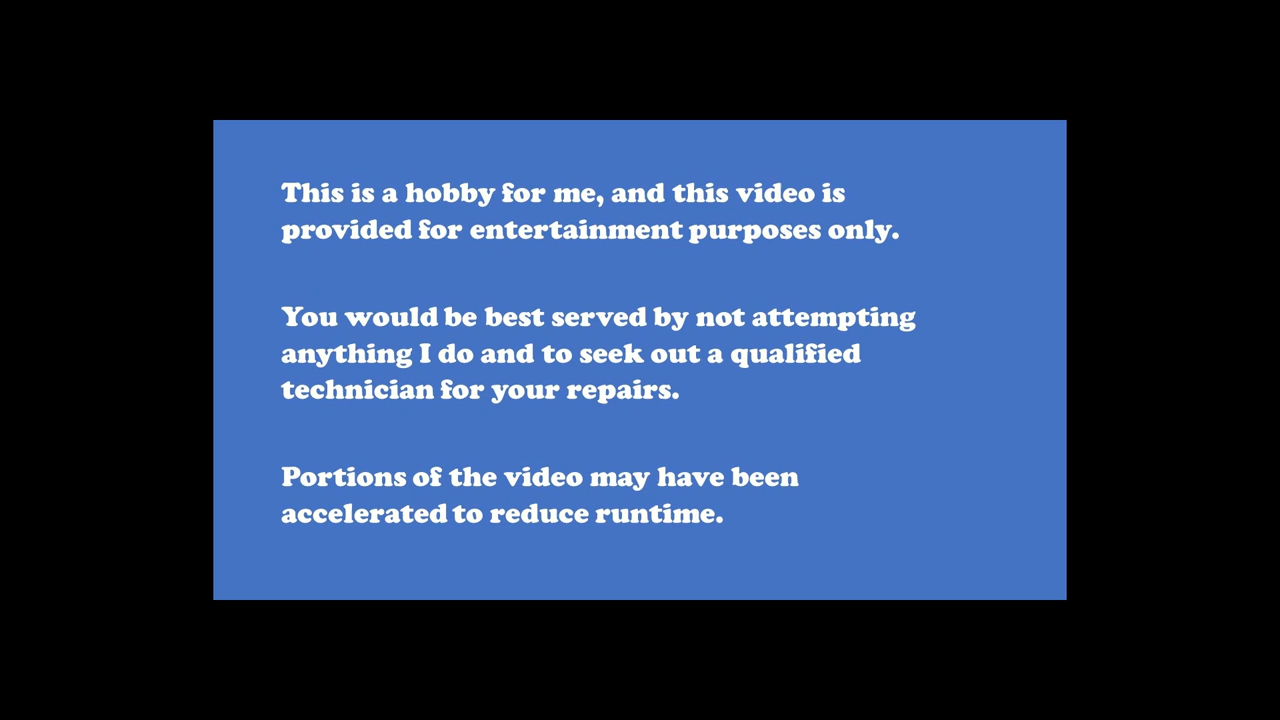 This is a hobby for me, and this video is
provided for entertainment purposes only.
You would be best served by not attempting
anything I do and to seek out a qualified
technician for your repairs.
Portions of the video may have been
accelerated to reduce runtime.